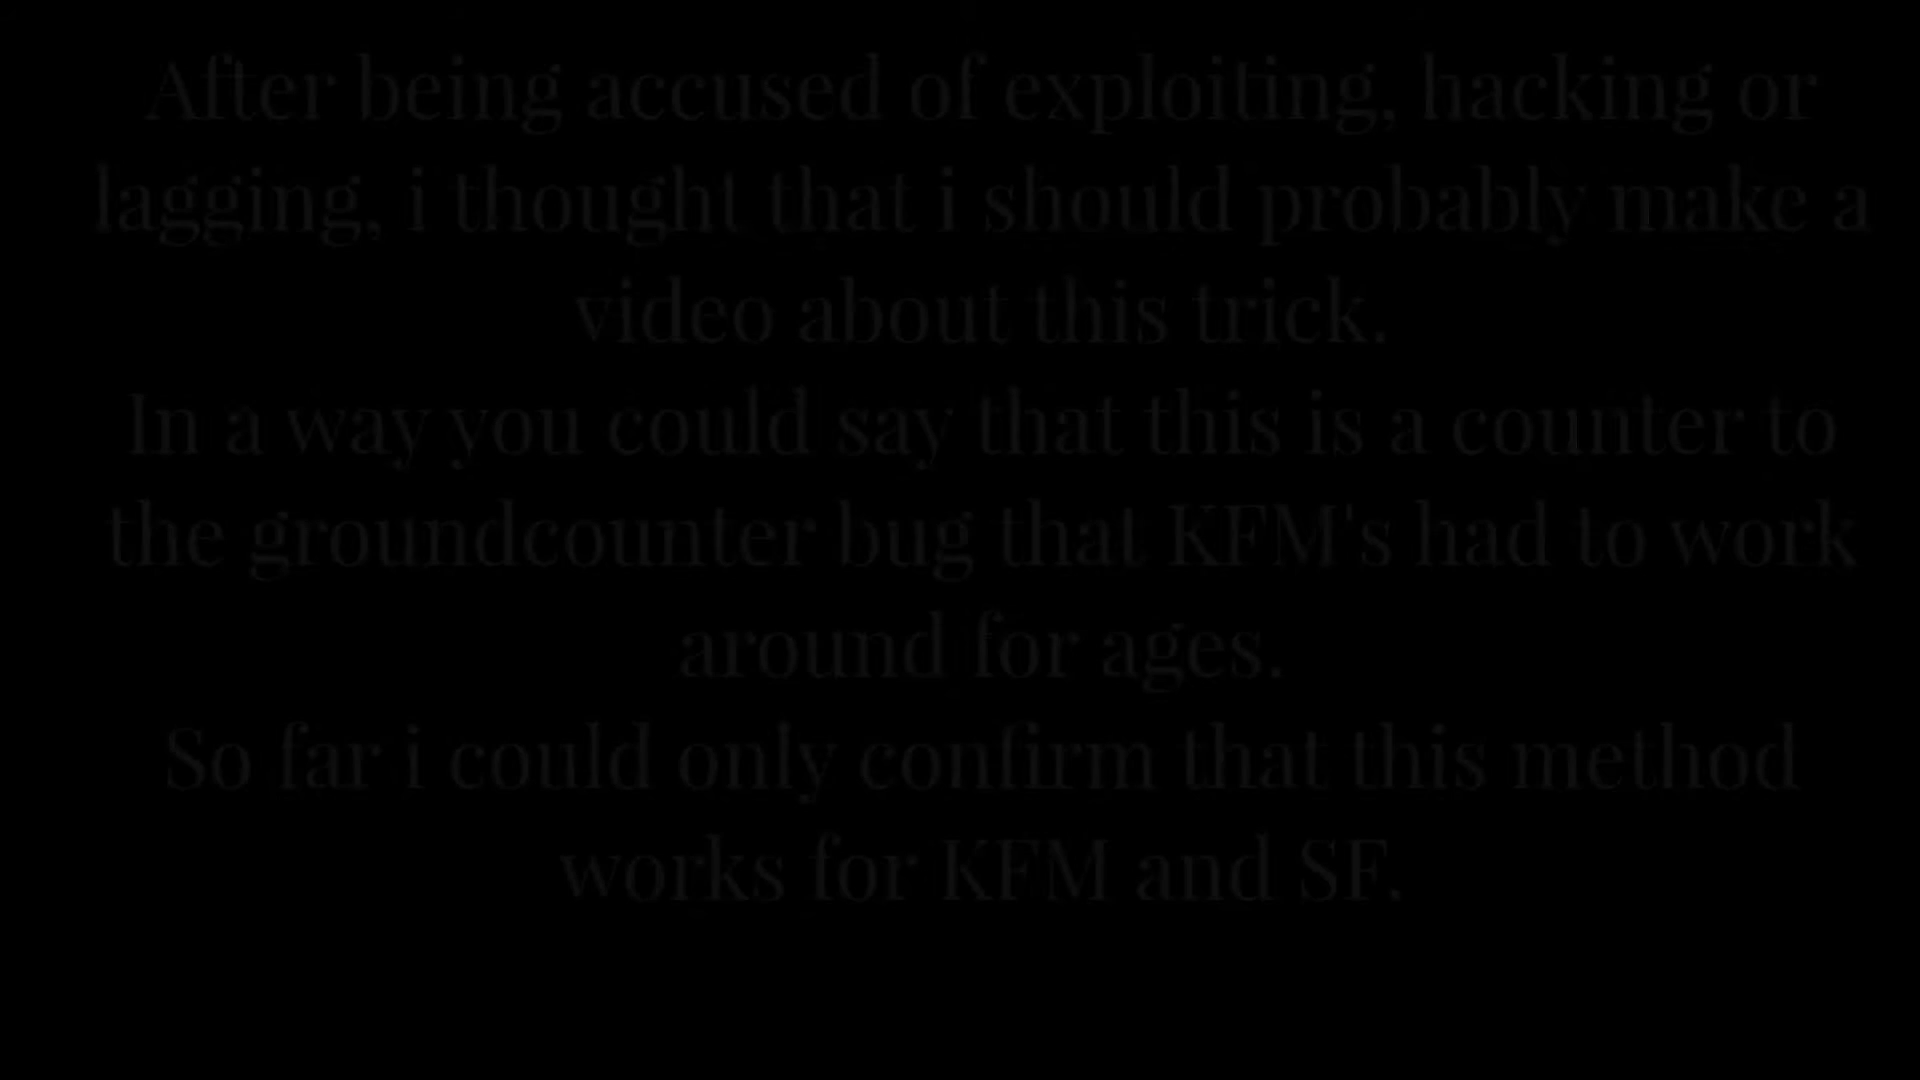 After being accused of exploiting, hacking or
lagging, i thought that i should probably make a
video about this trick.
In a way you could say that this is a counter to
the groundcounter bug that KFM's had to work
around for ages.
So far i could only confirm that this method
works for KFM and SF.